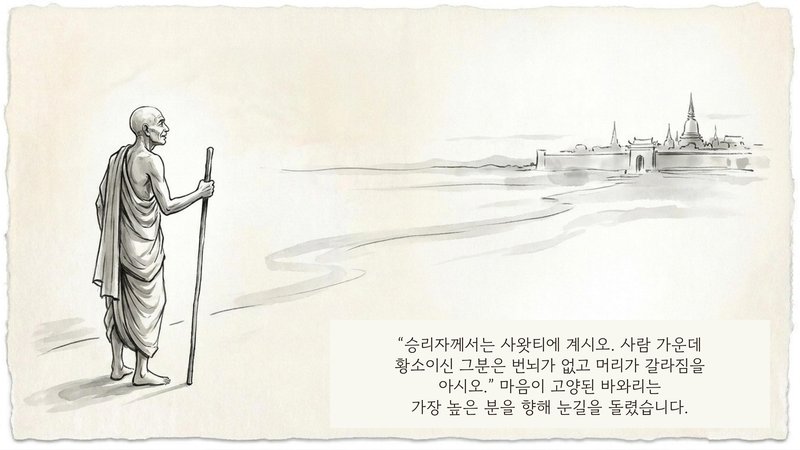 “승리자께서는 사왓티에 계시오. 사람 가운데
황소이신 그분은 번뇌가 없고 머리가 갈라짐을
아시오.” 마음이 고양된 바와리는
가장 높은 분을 향해 눈길을 돌렸습니다.